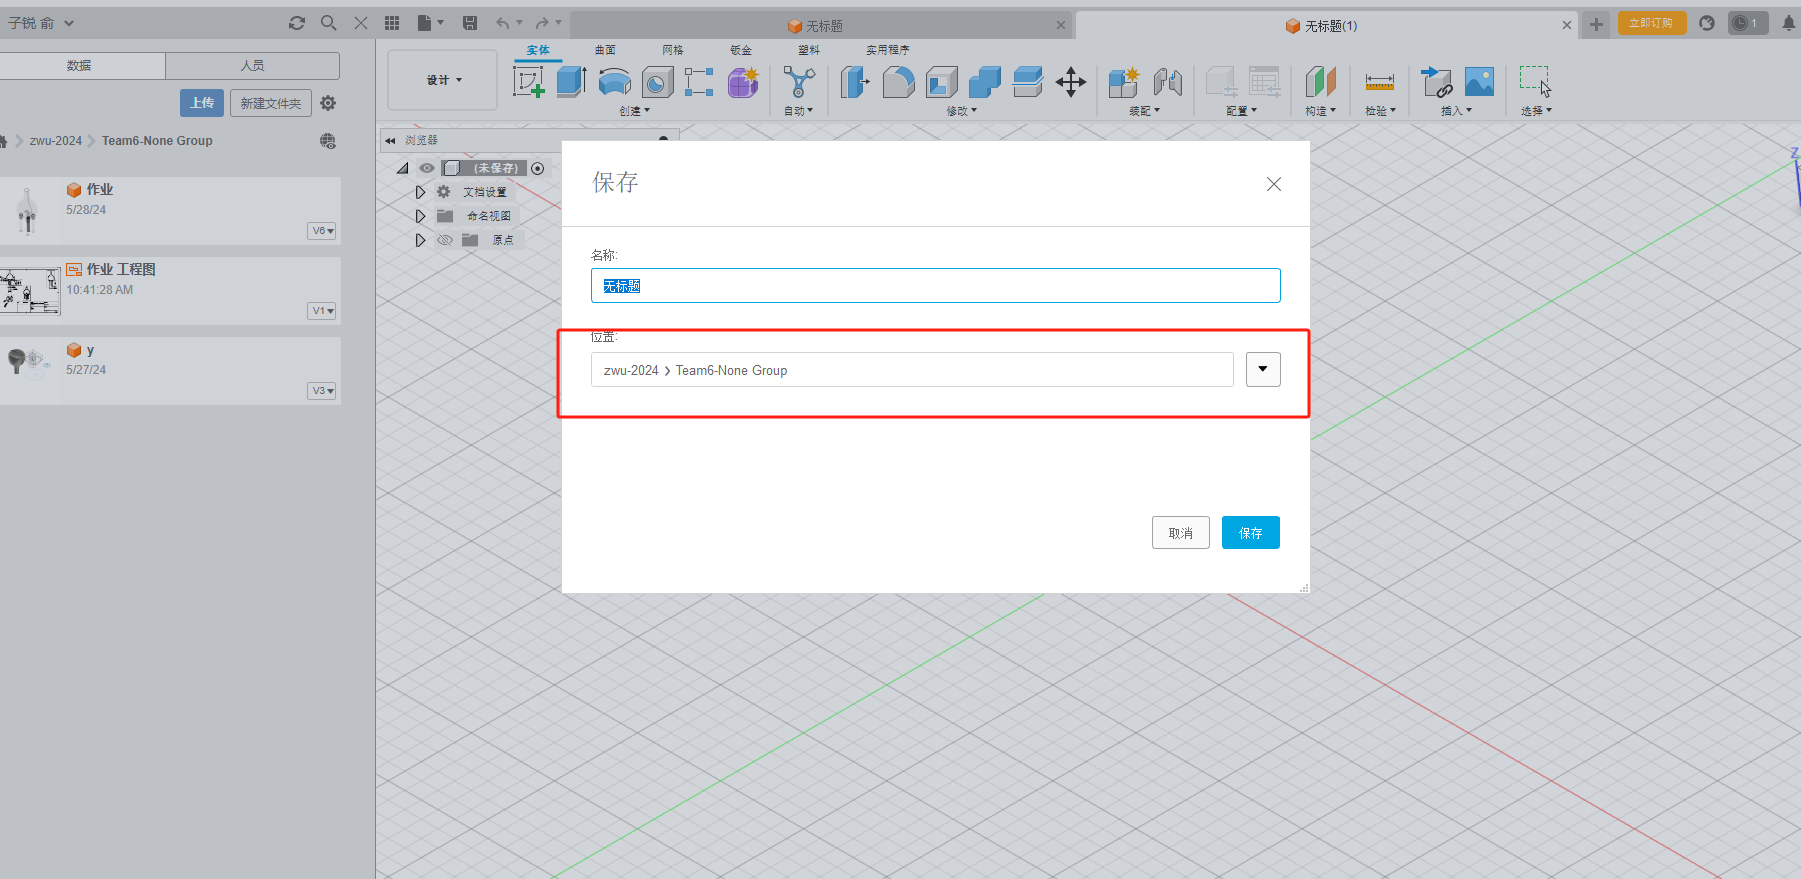 子锐 俞
无标题
无标题(1)
立即订购
1
数据
人员
上传
新建文件夹
zwu-2024
Team6-None Group
作业
5/28/24
V6
作业 工程图
10:41:28 AM
V1
y
5/27/24
V3
设计
实体
曲面
网格
钣金
塑料
实用程序
创建
自动
修改
装配
配置
构造
检验
插入
选择
浏览器
(未保存)
文档设置
命名视图
原点
Z
保存
名称:
无标题
位置:
zwu-2024 > Team6-None Group
取消
保存